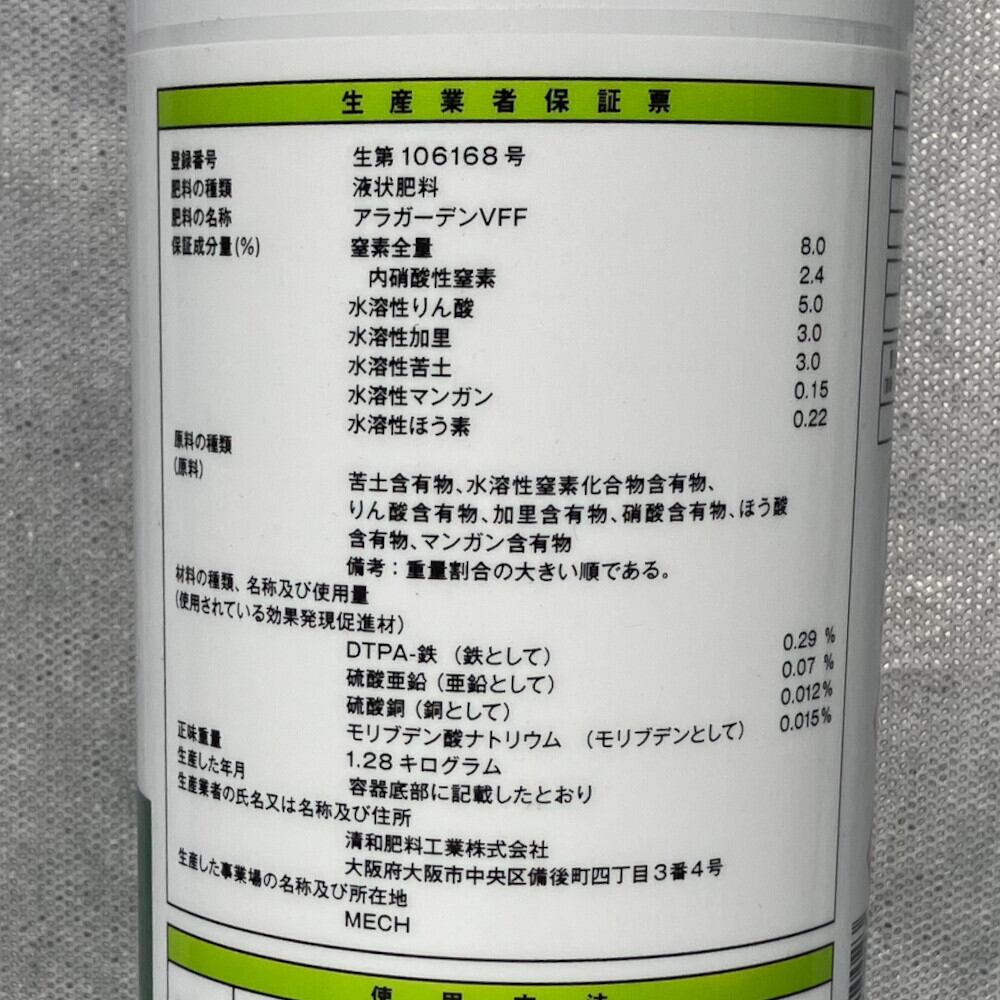 生産業者保証票
登録番号 生第106168号
肥料の種類 液状肥料
肥料の名称 アラガーデンVFF
保証成分量(%) 窒素全量 8.0
内硝酸性窒素 2.4
水溶性りん酸 5.0
水溶性加里 3.0
水溶性苦土 3.0
水溶性マンガン 0.15
水溶性ほう素 0.22
原料の種類
(原料)
苦土含有物、水溶性窒素化合物含有物、
りん酸含有物、加里含有物、硝酸含有物、ほう酸
含有物、マンガン含有物
備考：重量割合の大きい順である。
材料の種類、名称及び使用量
(使用されている効果発現促進材)
DTPA-鉄 (鉄として) 0.29 %
硫酸亜鉛 (亜鉛として) 0.07 %
硫酸銅 (銅として) 0.012%
モリブデン酸ナトリウム (モリブデンとして) 0.015%
正味重量 1.28キログラム
生産した年月 容器底部に記載したとおり
生産業者の氏名又は名称及び住所
清和肥料工業株式会社
大阪府大阪市中央区備後町四丁目3番4号
生産した事業場の名称及び所在地
MECH
使用方法